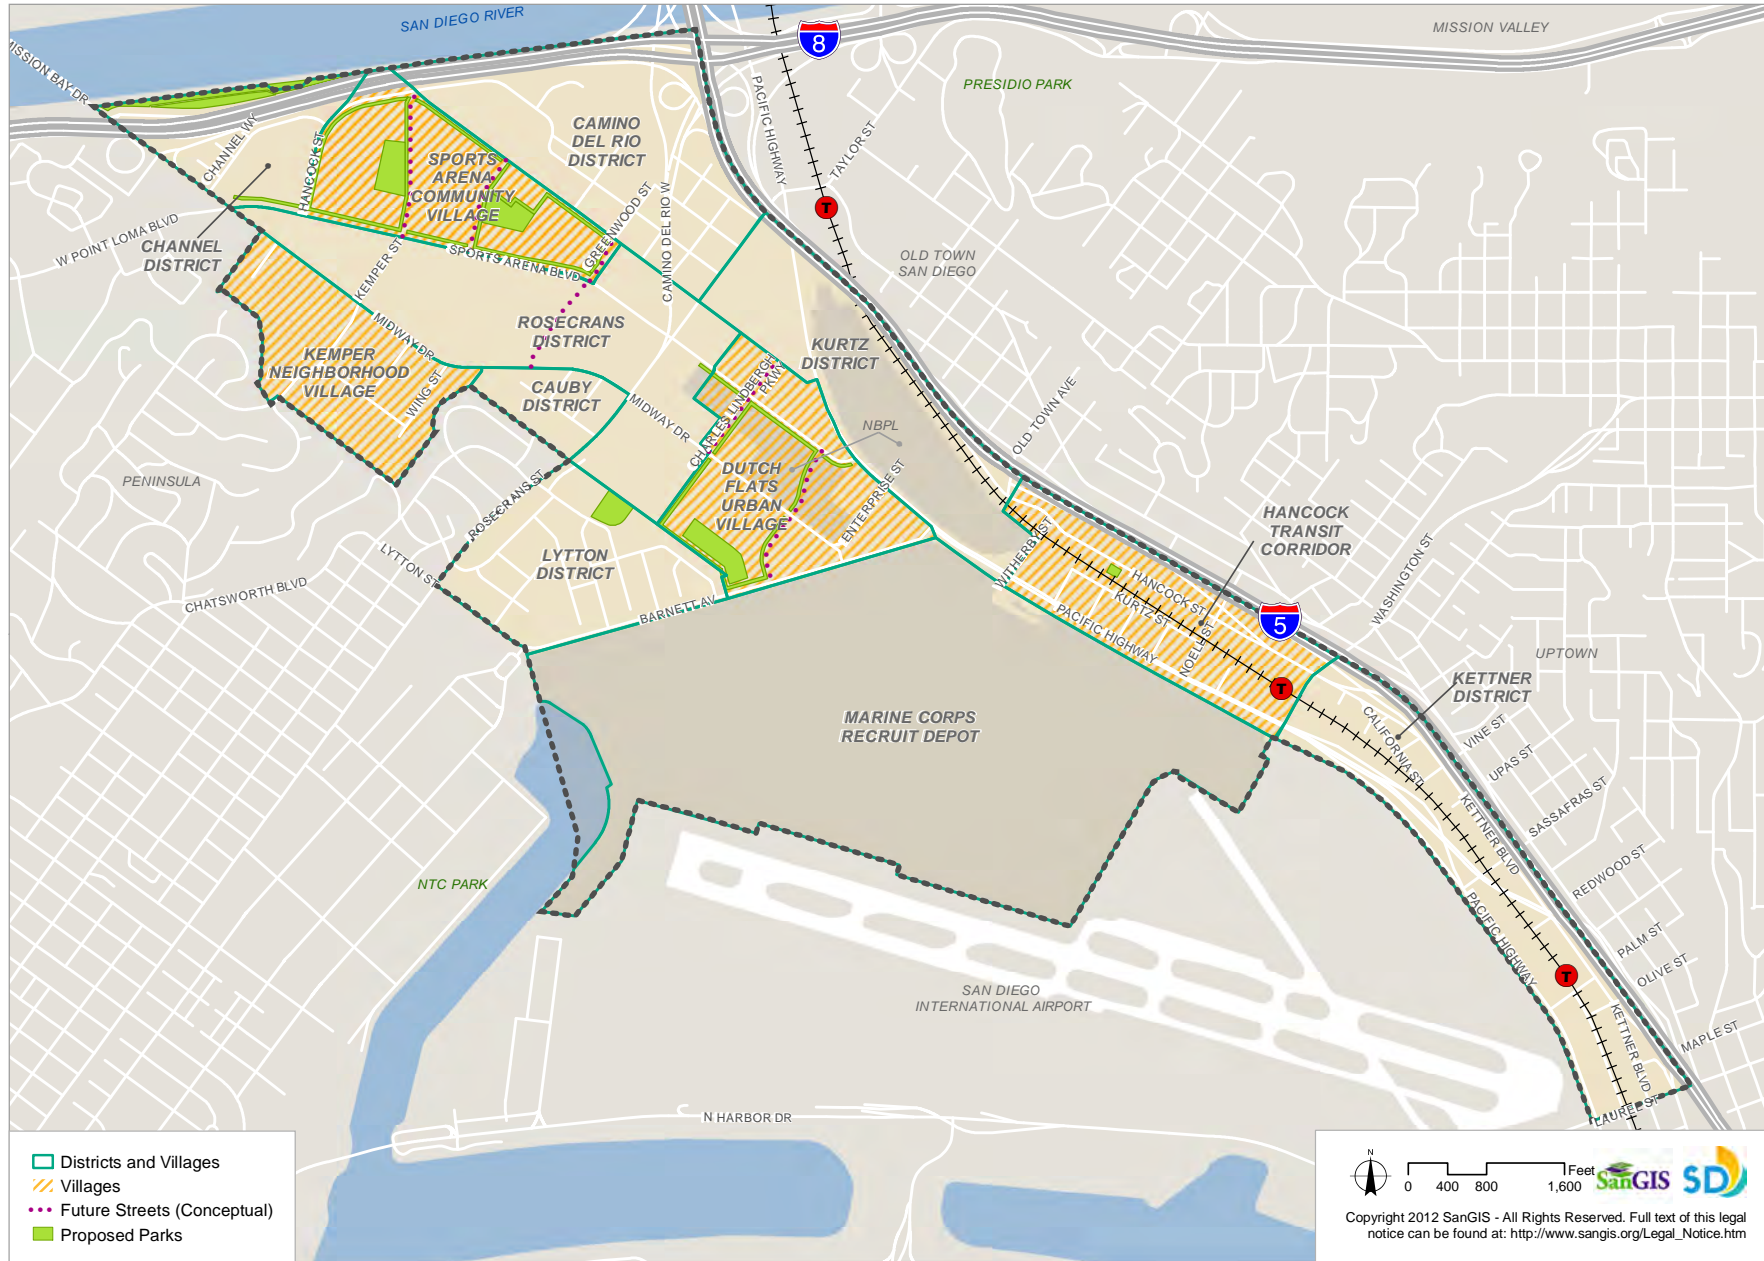 SAN DIEGO RIVER
MISSION VALLEY
MISSION BAY DR
8
PRESIDIO PARK
PACIFIC HIGHWAY
TAYLOR ST
CHANNEL WY
HANCOCK ST
CAMINO
DEL RIO
DISTRICT
SPORTS
ARENA
COMMUNITY
VILLAGE
T
W POINT LOMA BLVD
CHANNEL
DISTRICT
KEMPER ST
SPORTS ARENA BLVD
GREENWOOD ST
CAMINO DEL RIO W
OLD TOWN
SAN DIEGO
ROSECRANS
DISTRICT
MIDWAY DR
KEMPER
NEIGHBORHOOD
VILLAGE
WING ST
CAUBY
DISTRICT
MIDWAY DR
KURTZ
DISTRICT
CHARLES LINDBERGH
PKWY
NBPL
OLD TOWN AVE
PENINSULA
DUTCH
FLATS
URBAN
VILLAGE
ENTERPRISE ST
ROSECRANS ST
LYTTON ST
LYTTON
DISTRICT
CHATSWORTH BLVD
BARNETT AV
WITHERBY ST
HANCOCK
TRANSIT
CORRIDOR
HANCOCK ST
KURTZ ST
PACIFIC HIGHWAY
NOELL ST
5
WASHINGTON ST
UPTOWN
T
KETTNER
DISTRICT
MARINE CORPS
RECRUIT DEPOT
CALIFORNIA ST
VINE ST
UPAS ST
SASSAFRAS ST
KETTNER BLVD
REDWOOD ST
NTC PARK
PACIFIC HIGHWAY
PALM ST
OLIVE ST
T
SAN DIEGO
INTERNATIONAL AIRPORT
KETTNER BLVD
MAPLE ST
LAUREL ST
N HARBOR DR
Districts and Villages
Villages
Future Streets (Conceptual)
Proposed Parks
N
Feet
0 400 800 1,600
SanGIS
SD
Copyright 2012 SanGIS - All Rights Reserved. Full text of this legal
notice can be found at: http://www.sangis.org/Legal_Notice.htm